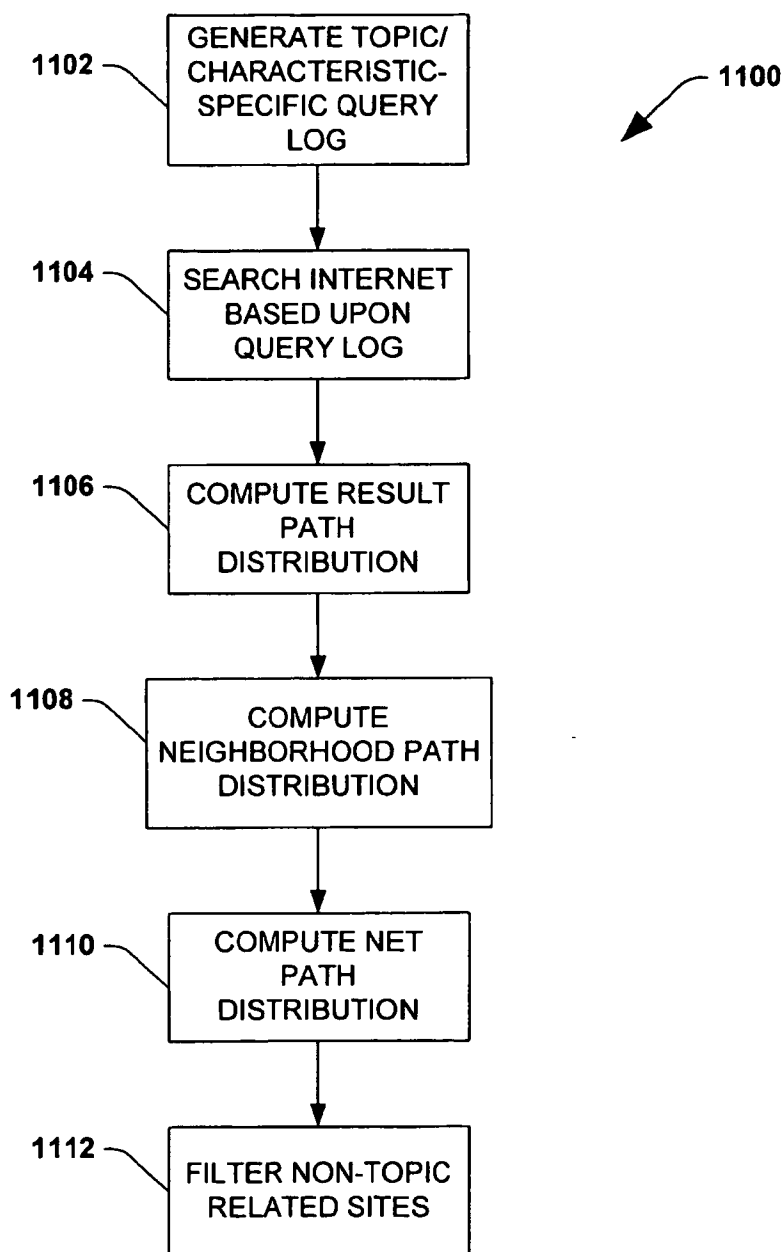 1102
GENERATE TOPIC/
CHARACTERISTIC-
SPECIFIC QUERY
LOG
1100
1104
SEARCH INTERNET
BASED UPON
QUERY LOG
1106
COMPUTE RESULT
PATH
DISTRIBUTION
1108
COMPUTE
NEIGHBORHOOD PATH
DISTRIBUTION
1110
COMPUTE NET
PATH
DISTRIBUTION
1112
FILTER NON-TOPIC
RELATED SITES